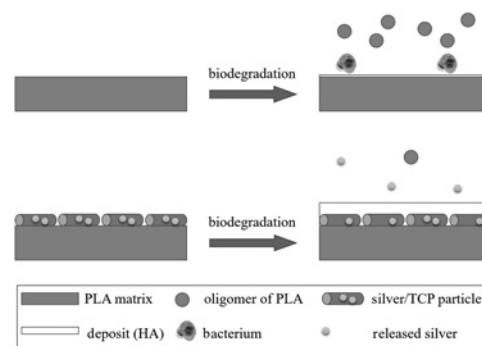 biodegradation
biodegradation
PLA matrix
oligomer of PLA
silver/TCP particle
deposit (HA)
bacterium
released silver